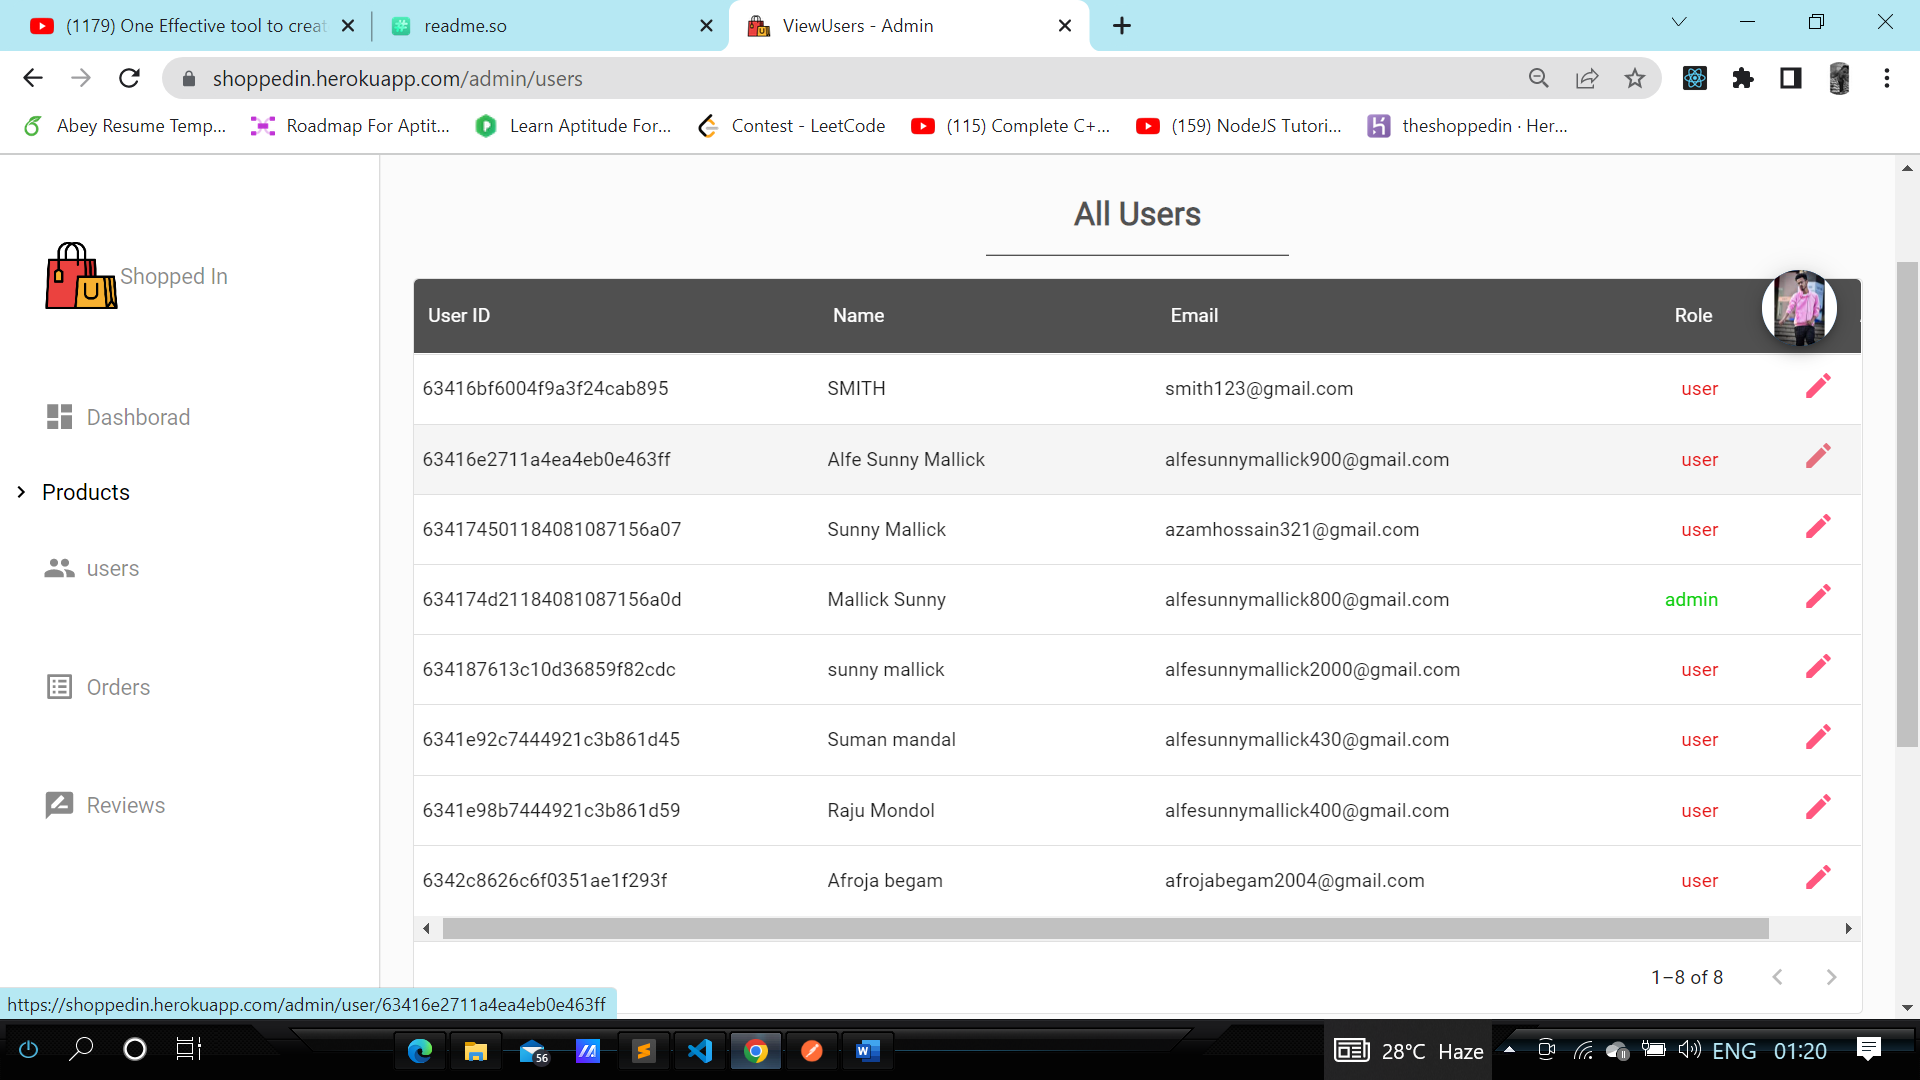 (1179) One Effective tool to creat
readme.so
ViewUsers - Admin
shoppedin.herokuapp.com/admin/users
Abey Resume Temp...
Roadmap For Aptit...
Learn Aptitude For...
Contest - LeetCode
(115) Complete C+...
(159) NodeJS Tutori...
theshoppedin · Her...
Shopped In
Dashborad
Products
users
Orders
Reviews
All Users
User ID Name Email Role
63416bf6004f9a3f24cab895 SMITH smith123@gmail.com user
63416e2711a4ea4eb0e463ff Alfe Sunny Mallick alfesunnymallick900@gmail.com user
634174501184081087156a07 Sunny Mallick azamhossain321@gmail.com user
634174d21184081087156a0d Mallick Sunny alfesunnymallick800@gmail.com admin
634187613c10d36859f82cdc sunny mallick alfesunnymallick2000@gmail.com user
6341e92c7444921c3b861d45 Suman mandal alfesunnymallick430@gmail.com user
6341e98b7444921c3b861d59 Raju Mondol alfesunnymallick400@gmail.com user
6342c8626c6f0351ae1f293f Afroja begam afrojabegam2004@gmail.com user
1–8 of 8
https://shoppedin.herokuapp.com/admin/user/63416e2711a4ea4eb0e463ff
56
28°C Haze
ENG 01:20